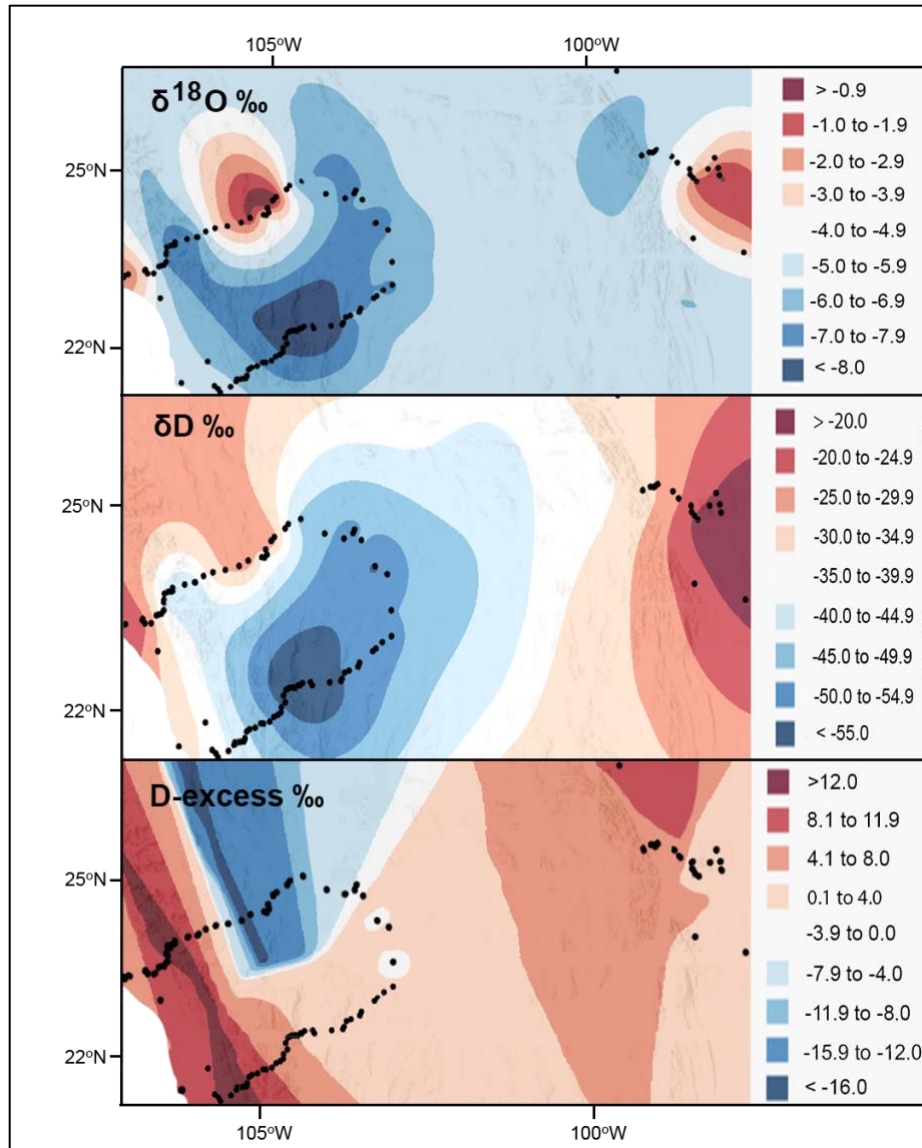 105ºW 100ºW
δ18O ‰
25ºN
22ºN
> -0.9
-1.0 to -1.9
-2.0 to -2.9
-3.0 to -3.9
-4.0 to -4.9
-5.0 to -5.9
-6.0 to -6.9
-7.0 to -7.9
< -8.0
δD ‰
25ºN
22ºN
> -20.0
-20.0 to -24.9
-25.0 to -29.9
-30.0 to -34.9
-35.0 to -39.9
-40.0 to -44.9
-45.0 to -49.9
-50.0 to -54.9
< -55.0
D-excess ‰
25ºN
22ºN
>12.0
8.1 to 11.9
4.1 to 8.0
0.1 to 4.0
-3.9 to 0.0
-7.9 to -4.0
-11.9 to -8.0
-15.9 to -12.0
< -16.0
105ºW 100ºW